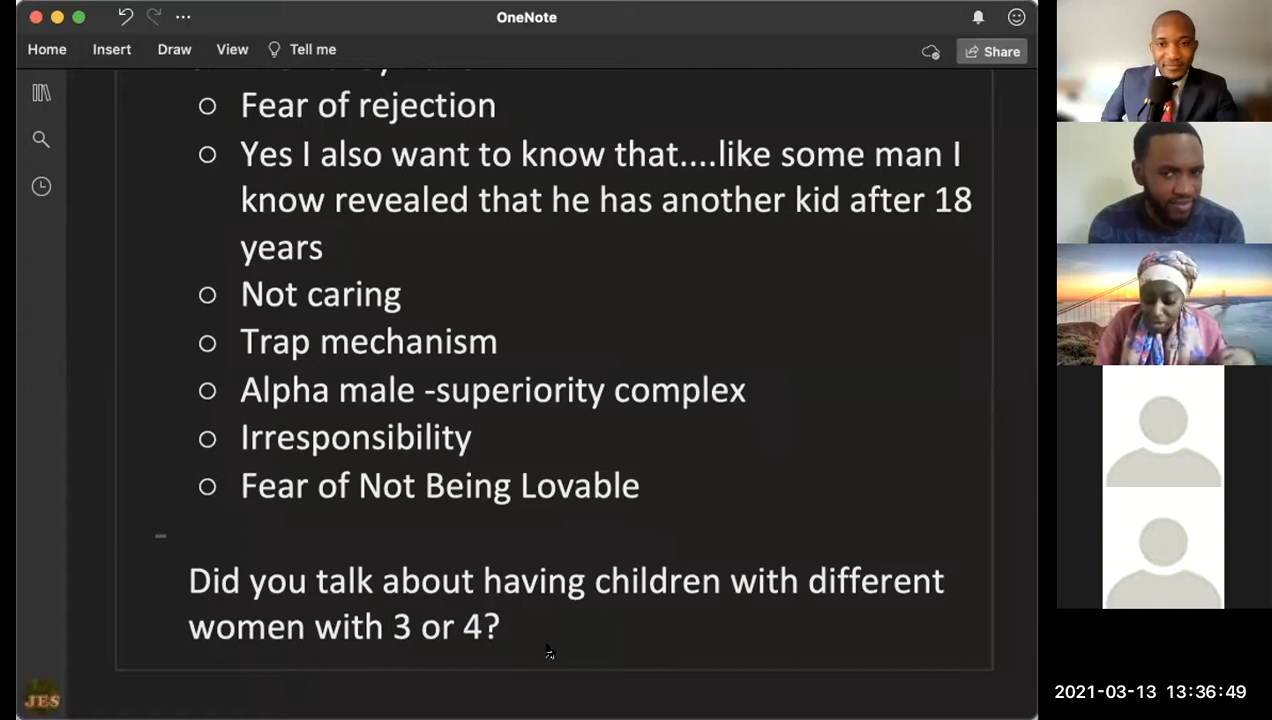 OneNote
Home Insert Draw View Tell me Share
Fear of rejection
Yes I also want to know that....like some man I
know revealed that he has another kid after 18
years
Not caring
Trap mechanism
Alpha male -superiority complex
Irresponsibility
Fear of Not Being Lovable
Did you talk about having children with different
women with 3 or 4?
JES
2021-03-13 13:36:49